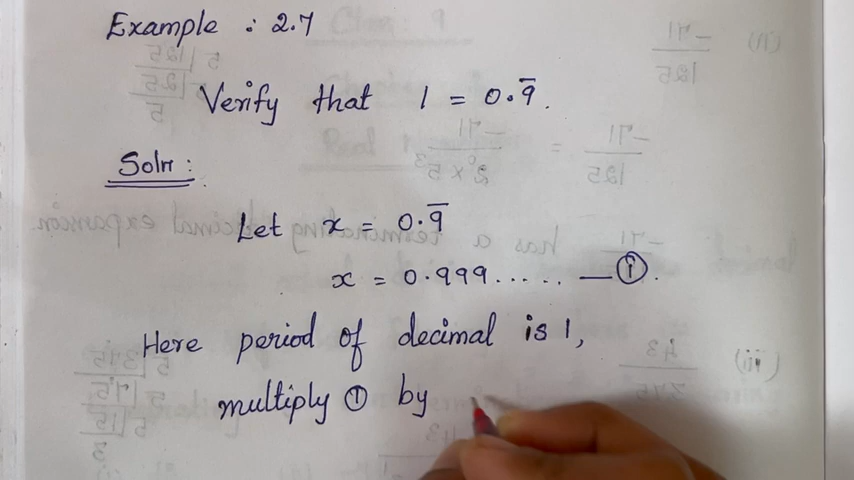 Example : 2.7
Verify that 1 = 0.9̅.
Soln :
Let x = 0.9̅
x = 0.999...... — ①.
Here period of decimal is 1,
multiply ① by